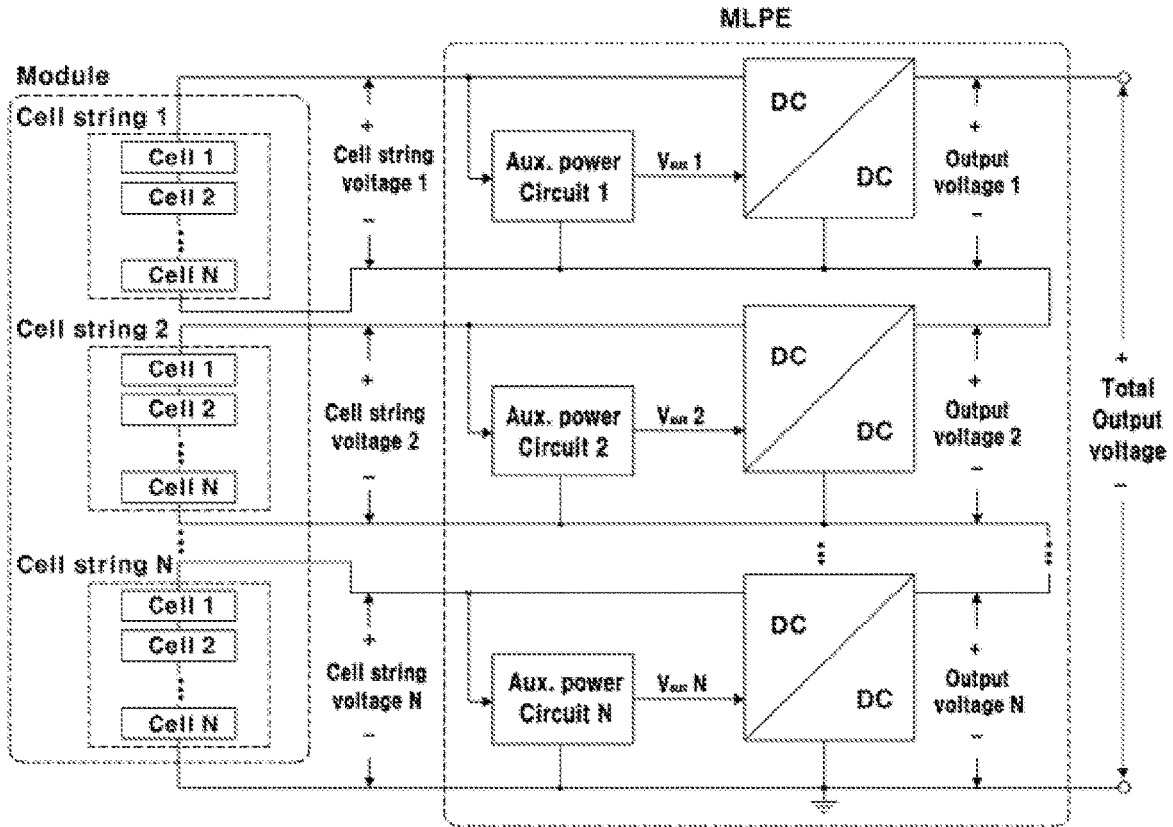 MLPE
Module
Cell string 1
Cell 1
Cell 2
Cell N
+
Cell string
voltage 1
-
Aux. power
Circuit 1
1
DC
DC
+
Output
voltage 1
-
Cell string 2
Cell 1
Cell 2
Cell N
+
Cell string
voltage 2
-
Aux. power
Circuit 2
2
DC
DC
+
Output
voltage 2
-
+
Total
Output
voltage
-
Cell string N
Cell 1
Cell 2
Cell N
+
Cell string
voltage N
-
Aux. power
Circuit N
N
DC
DC
+
Output
voltage N
-